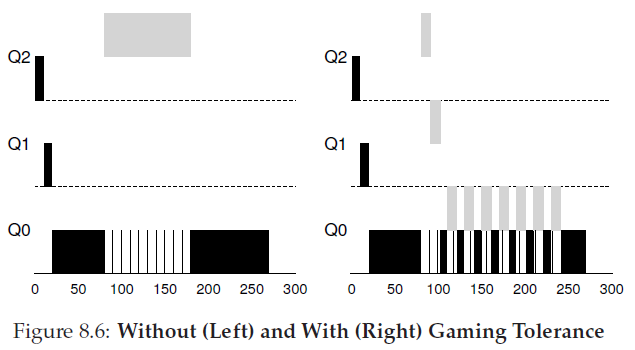 Q2 Q2
Q1 Q1
Q0 Q0
0 50 100 150 200 250 300 0 50 100 150 200 250 300
Figure 8.6: Without (Left) and With (Right) Gaming Tolerance